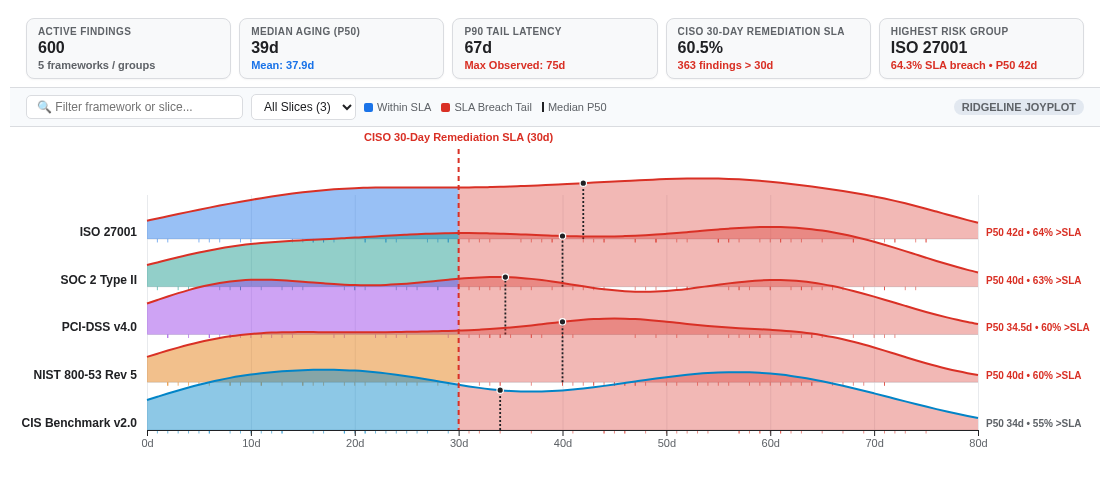 ACTIVE FINDINGS
600
5 frameworks / groups
MEDIAN AGING (P50)
39d
Mean: 37.9d
P90 TAIL LATENCY
67d
Max Observed: 75d
CISO 30-DAY REMEDIATION SLA
60.5%
363 findings > 30d
HIGHEST RISK GROUP
ISO 27001
64.3% SLA breach • P50 42d
🔍 Filter framework or slice...
All Slices (3)
Within SLA
SLA Breach Tail
Median P50
RIDGELINE JOYPLOT
CISO 30-Day Remediation SLA (30d)
ISO 27001
P50 42d • 64% >SLA
SOC 2 Type II
P50 40d • 63% >SLA
PCI-DSS v4.0
P50 34.5d • 60% >SLA
NIST 800-53 Rev 5
P50 40d • 60% >SLA
CIS Benchmark v2.0
P50 34d • 55% >SLA
0d 10d 20d 30d 40d 50d 60d 70d 80d